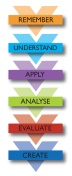 REMEMBER
UNDERSTAND
APPLY
ANALYSE
EVALUATE
CREATE